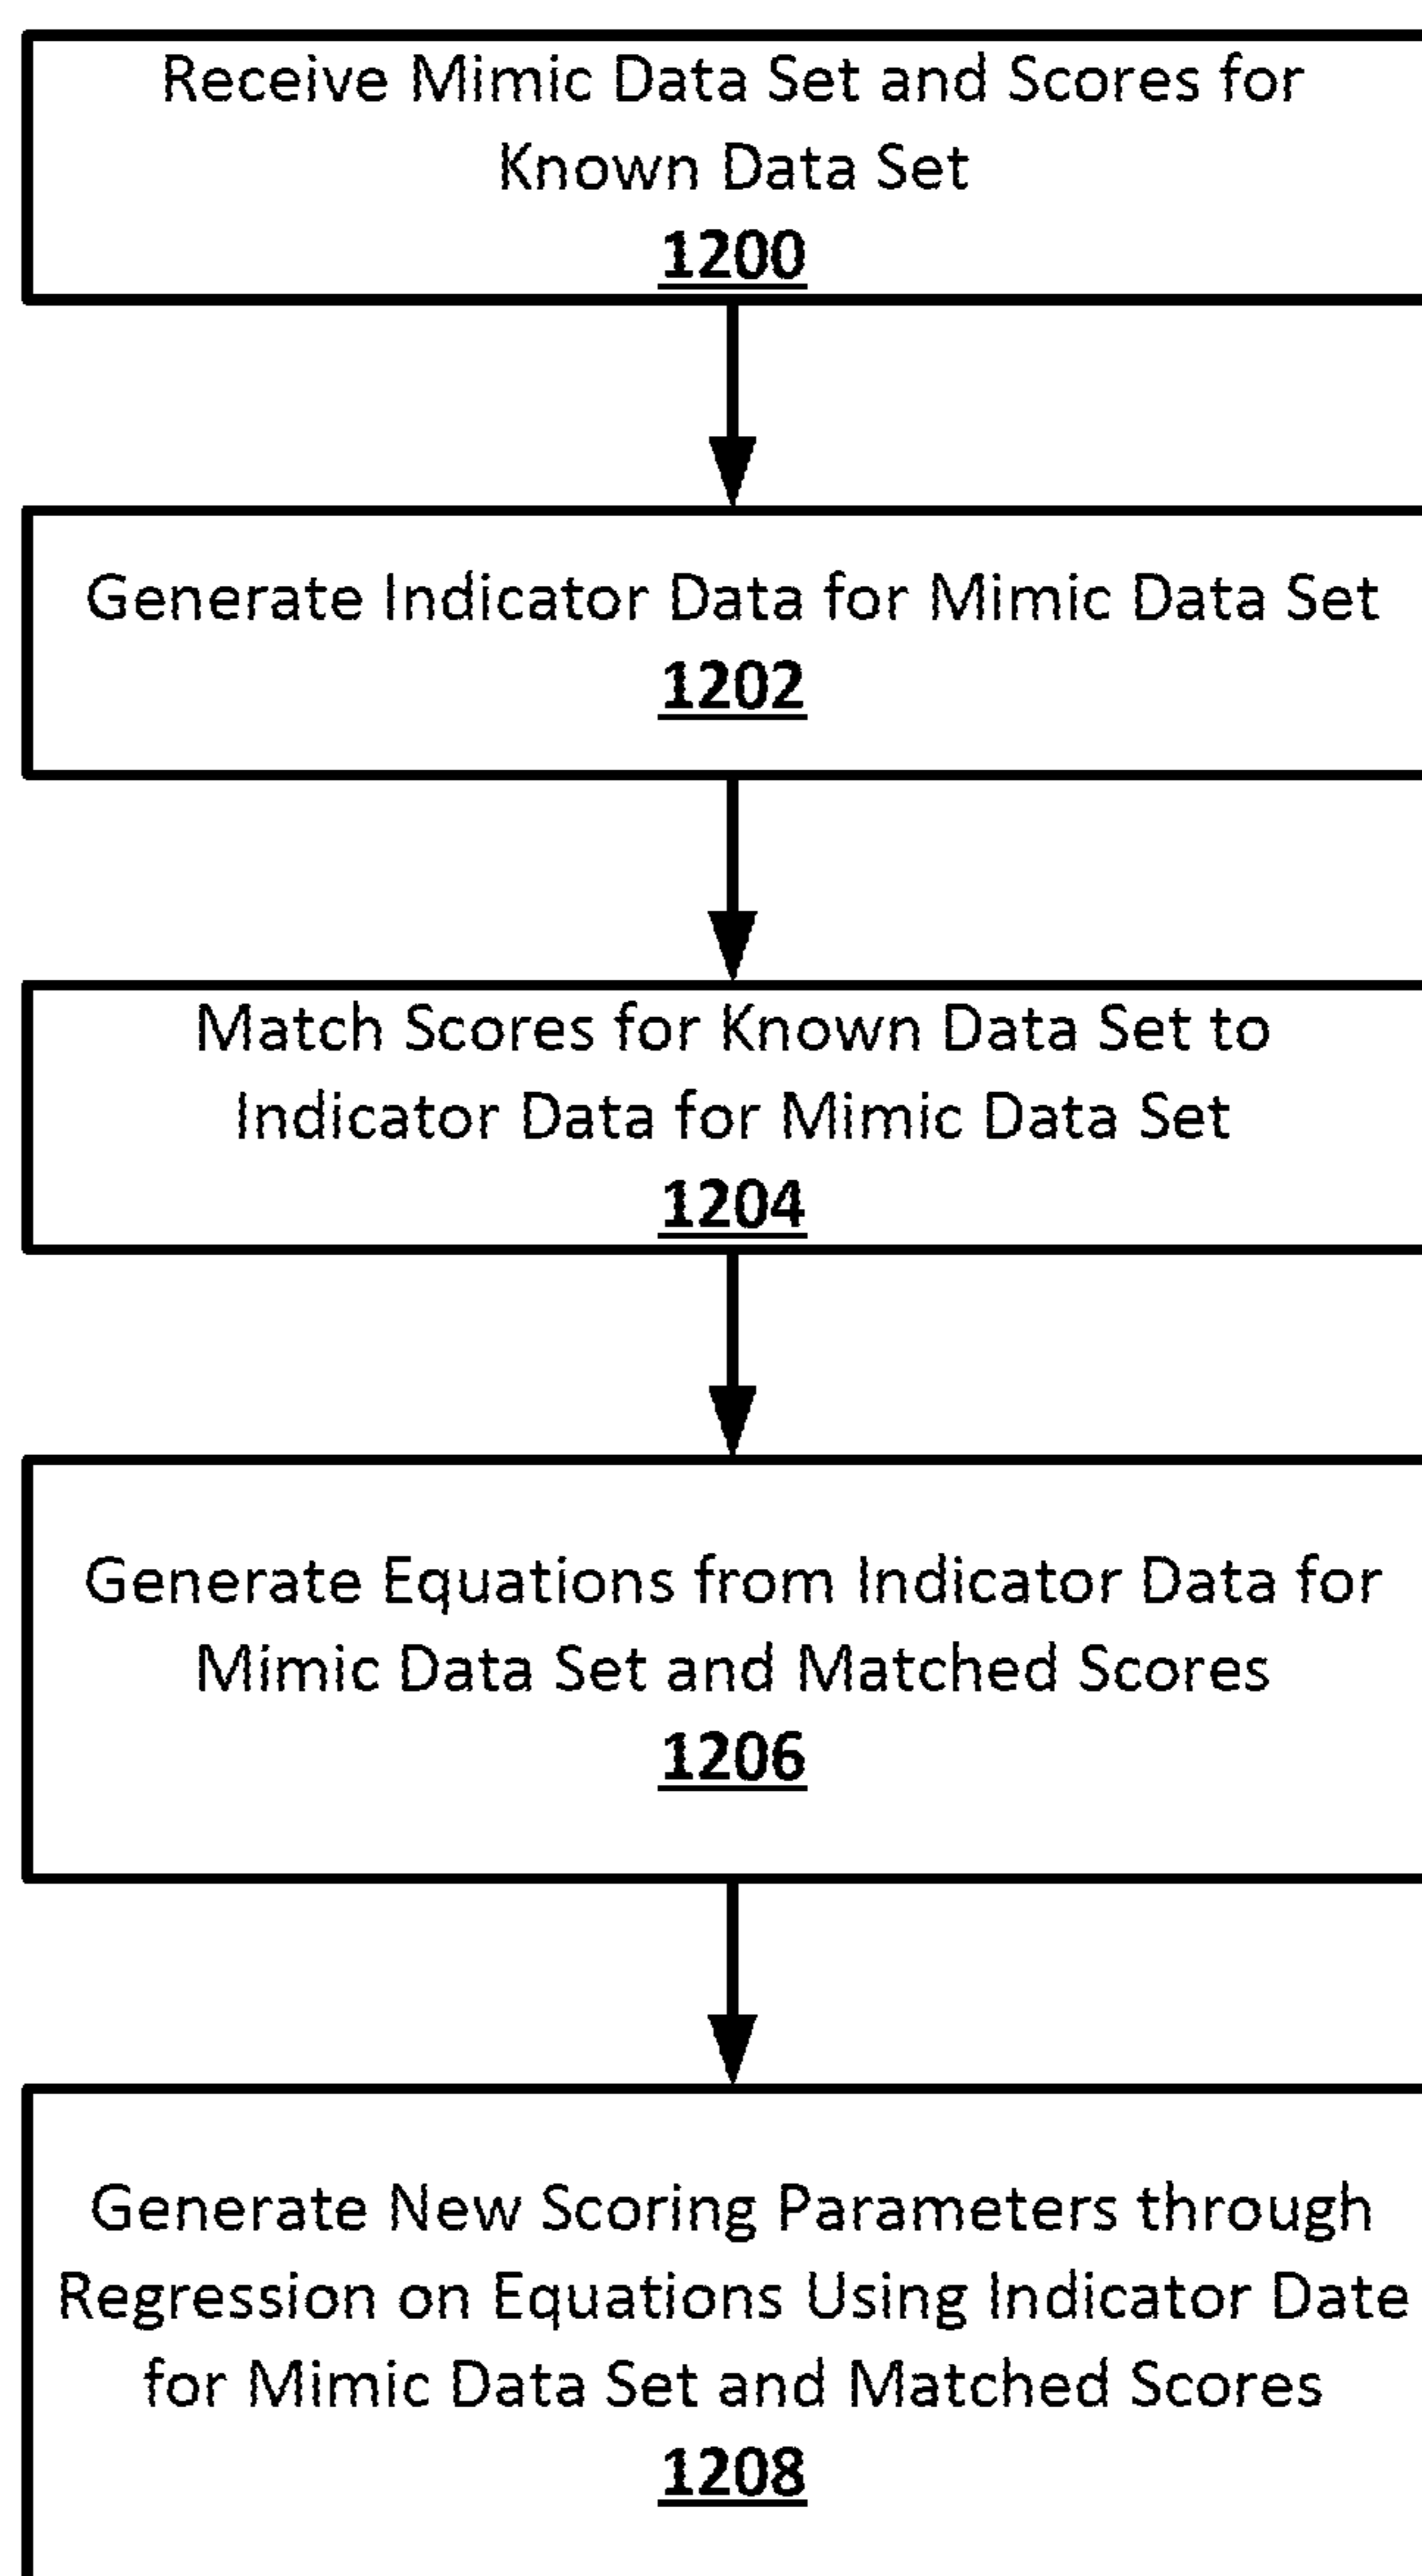 Receive Mimic Data Set and Scores for
Known Data Set
1200
Generate Indicator Data for Mimic Data Set
1202
Match Scores for Known Data Set to
Indicator Data for Mimic Data Set
1204
Generate Equations from Indicator Data for
Mimic Data Set and Matched Scores
1206
Generate New Scoring Parameters through
Regression on Equations Using Indicator Date
for Mimic Data Set and Matched Scores
1208